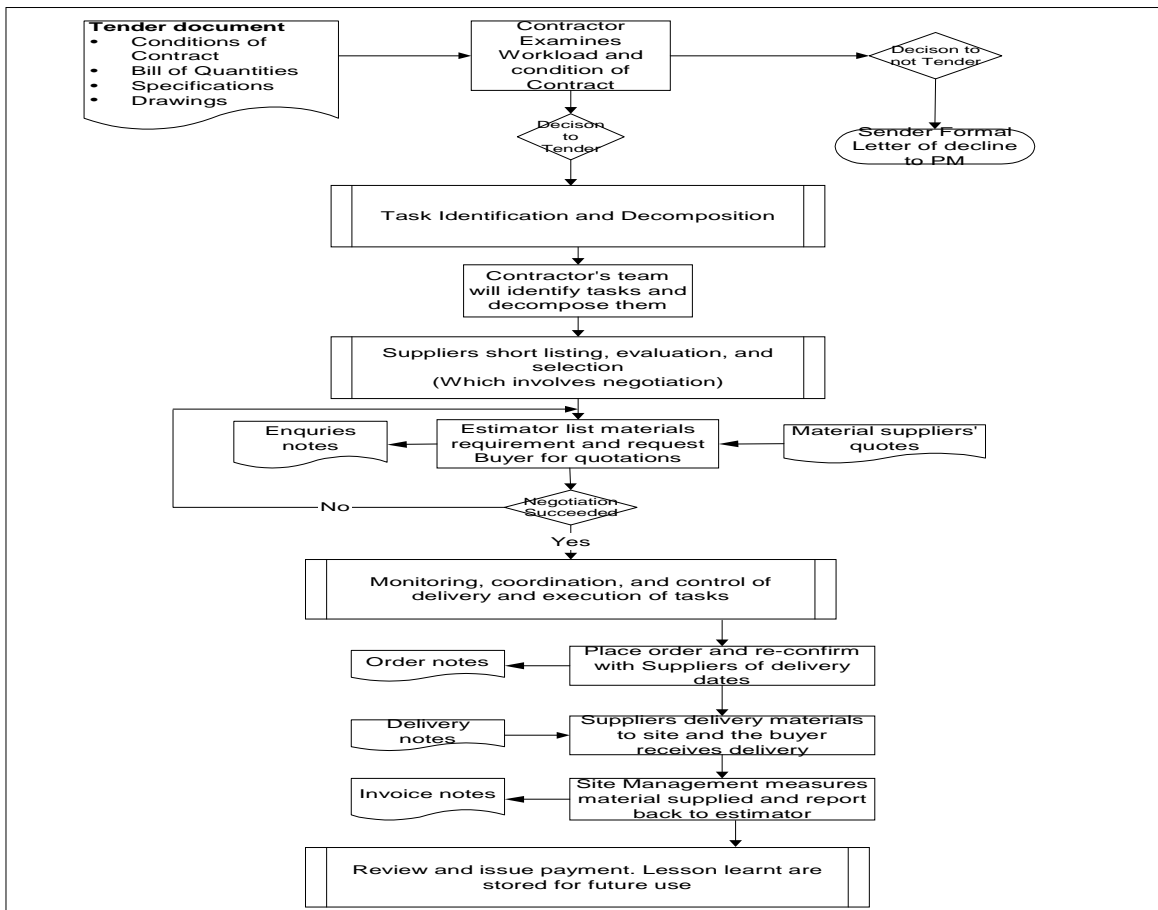 Tender document
• Conditions of
Contract
• Bill of Quantities
• Specifications
• Drawings
Contractor
Examines
Workload and
condition of
Contract
Decison to
not Tender
Decison
to
Tender
Sender Formal
Letter of decline
to PM
Task Identification and Decomposition
Contractor's team
will identify tasks and
decompose them
Suppliers short listing, evaluation, and
selection
(Which involves negotiation)
Enquries
notes
Estimator list materials
requirement and request
Buyer for quotations
Material suppliers'
quotes
Negotiation
Succeeded
No
Yes
Monitoring, coordination, and control of
delivery and execution of tasks
Order notes
Place order and re-confirm
with Suppliers of delivery
dates
Delivery
notes
Suppliers delivery materials
to site and the buyer
receives delivery
Invoice notes
Site Management measures
material supplied and report
back to estimator
Review and issue payment. Lesson learnt are
stored for future use